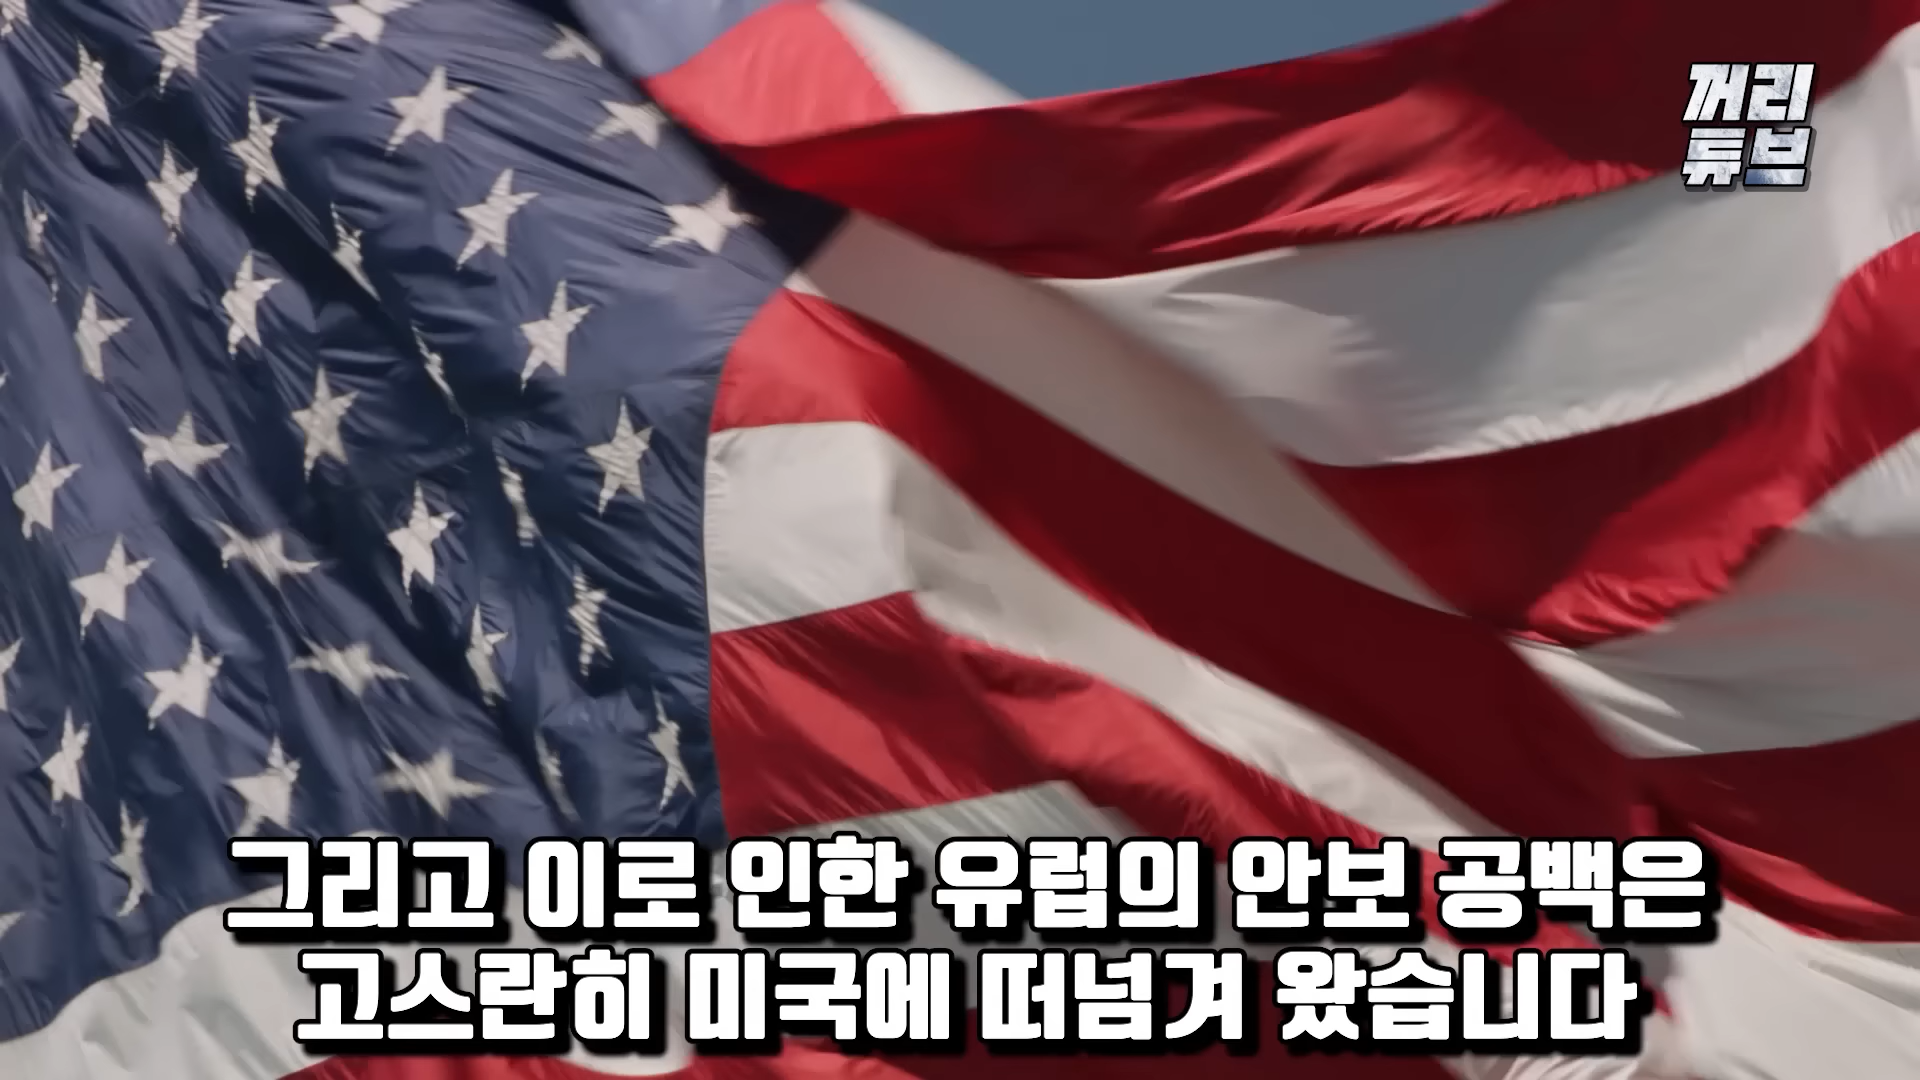 꺼리
튜브
그리고 이로 인한 유럽의 안보 공백은
고스란히 미국에 떠넘겨 왔습니다